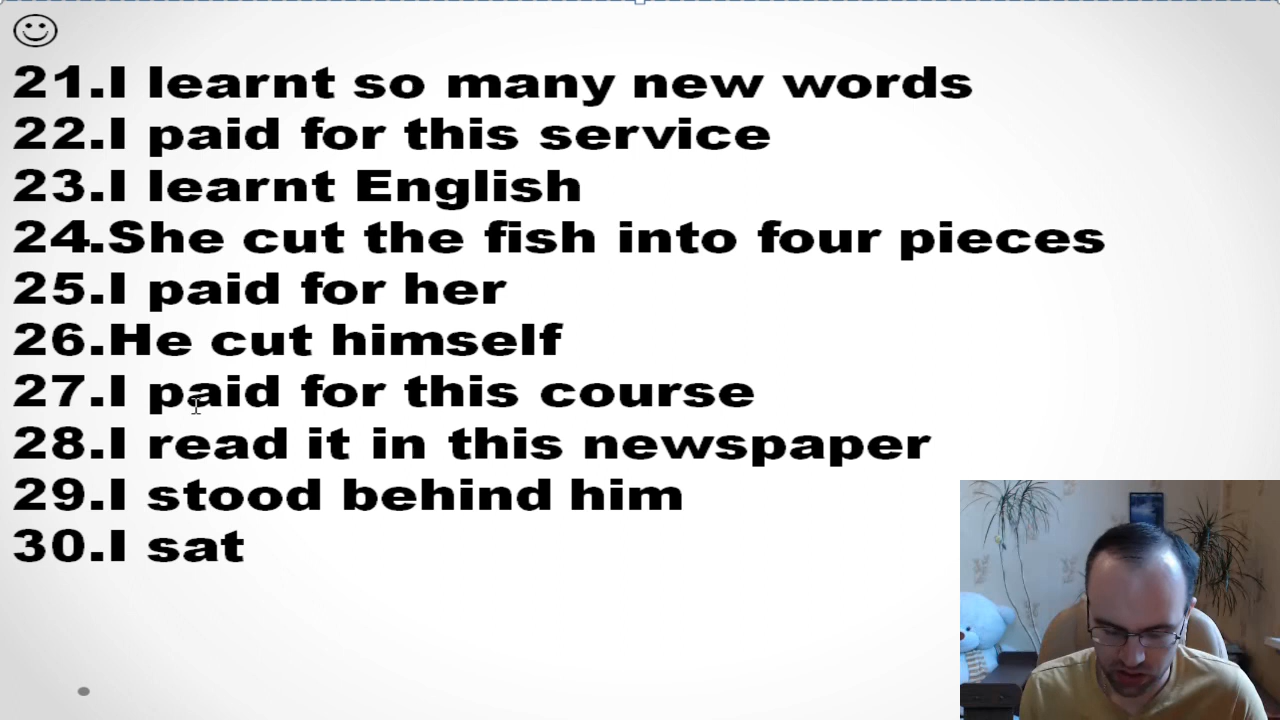 21.I learnt so many new words
22.I paid for this service
23.I learnt English
24.She cut the fish into four pieces
25.I paid for her
26.He cut himself
27.I paid for this course
28.I read it in this newspaper
29.I stood behind him
30.I sat